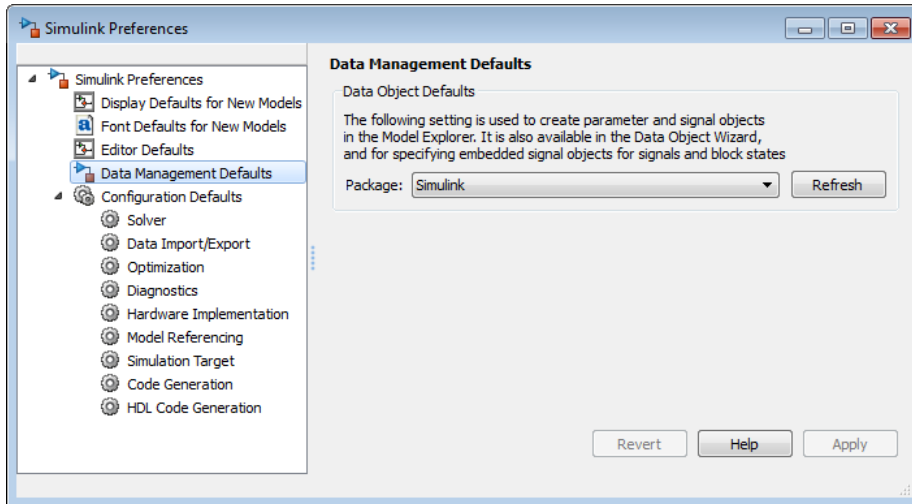 Simulink Preferences
Simulink Preferences
Display Defaults for New Models
Font Defaults for New Models
Editor Defaults
Data Management Defaults
Configuration Defaults
Solver
Data Import/Export
Optimization
Diagnostics
Hardware Implementation
Model Referencing
Simulation Target
Code Generation
HDL Code Generation
Data Management Defaults
Data Object Defaults
The following setting is used to create parameter and signal objects
in the Model Explorer. It is also available in the Data Object Wizard,
and for specifying embedded signal objects for signals and block states
Package: Simulink Refresh
Revert Help Apply